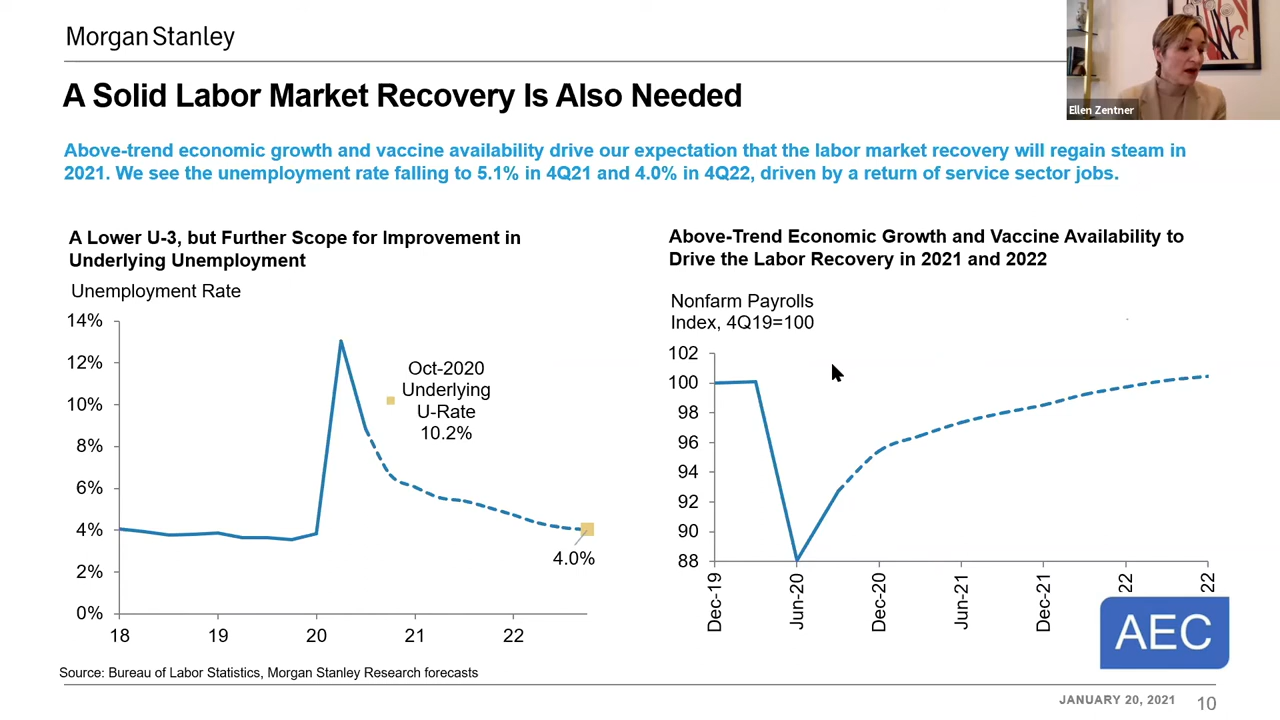 Morgan Stanley
Ellen Zentner
A Solid Labor Market Recovery Is Also Needed
Above-trend economic growth and vaccine availability drive our expectation that the labor market recovery will regain steam in
2021. We see the unemployment rate falling to 5.1% in 4Q21 and 4.0% in 4Q22, driven by a return of service sector jobs.
A Lower U-3, but Further Scope for Improvement in
Underlying Unemployment
Unemployment Rate
14%
12%
10%
8%
6%
4%
2%
0%
Oct-2020
Underlying
U-Rate
10.2%
4.0%
18
19
20
21
22
Above-Trend Economic Growth and Vaccine Availability to
Drive the Labor Recovery in 2021 and 2022
Nonfarm Payrolls
Index, 4Q19=100
102
100
98
96
94
92
90
88
Dec-19
Jun-20
Dec-20
Jun-21
Dec-21
22
22
AEC
Source: Bureau of Labor Statistics, Morgan Stanley Research forecasts
JANUARY 20, 2021
10